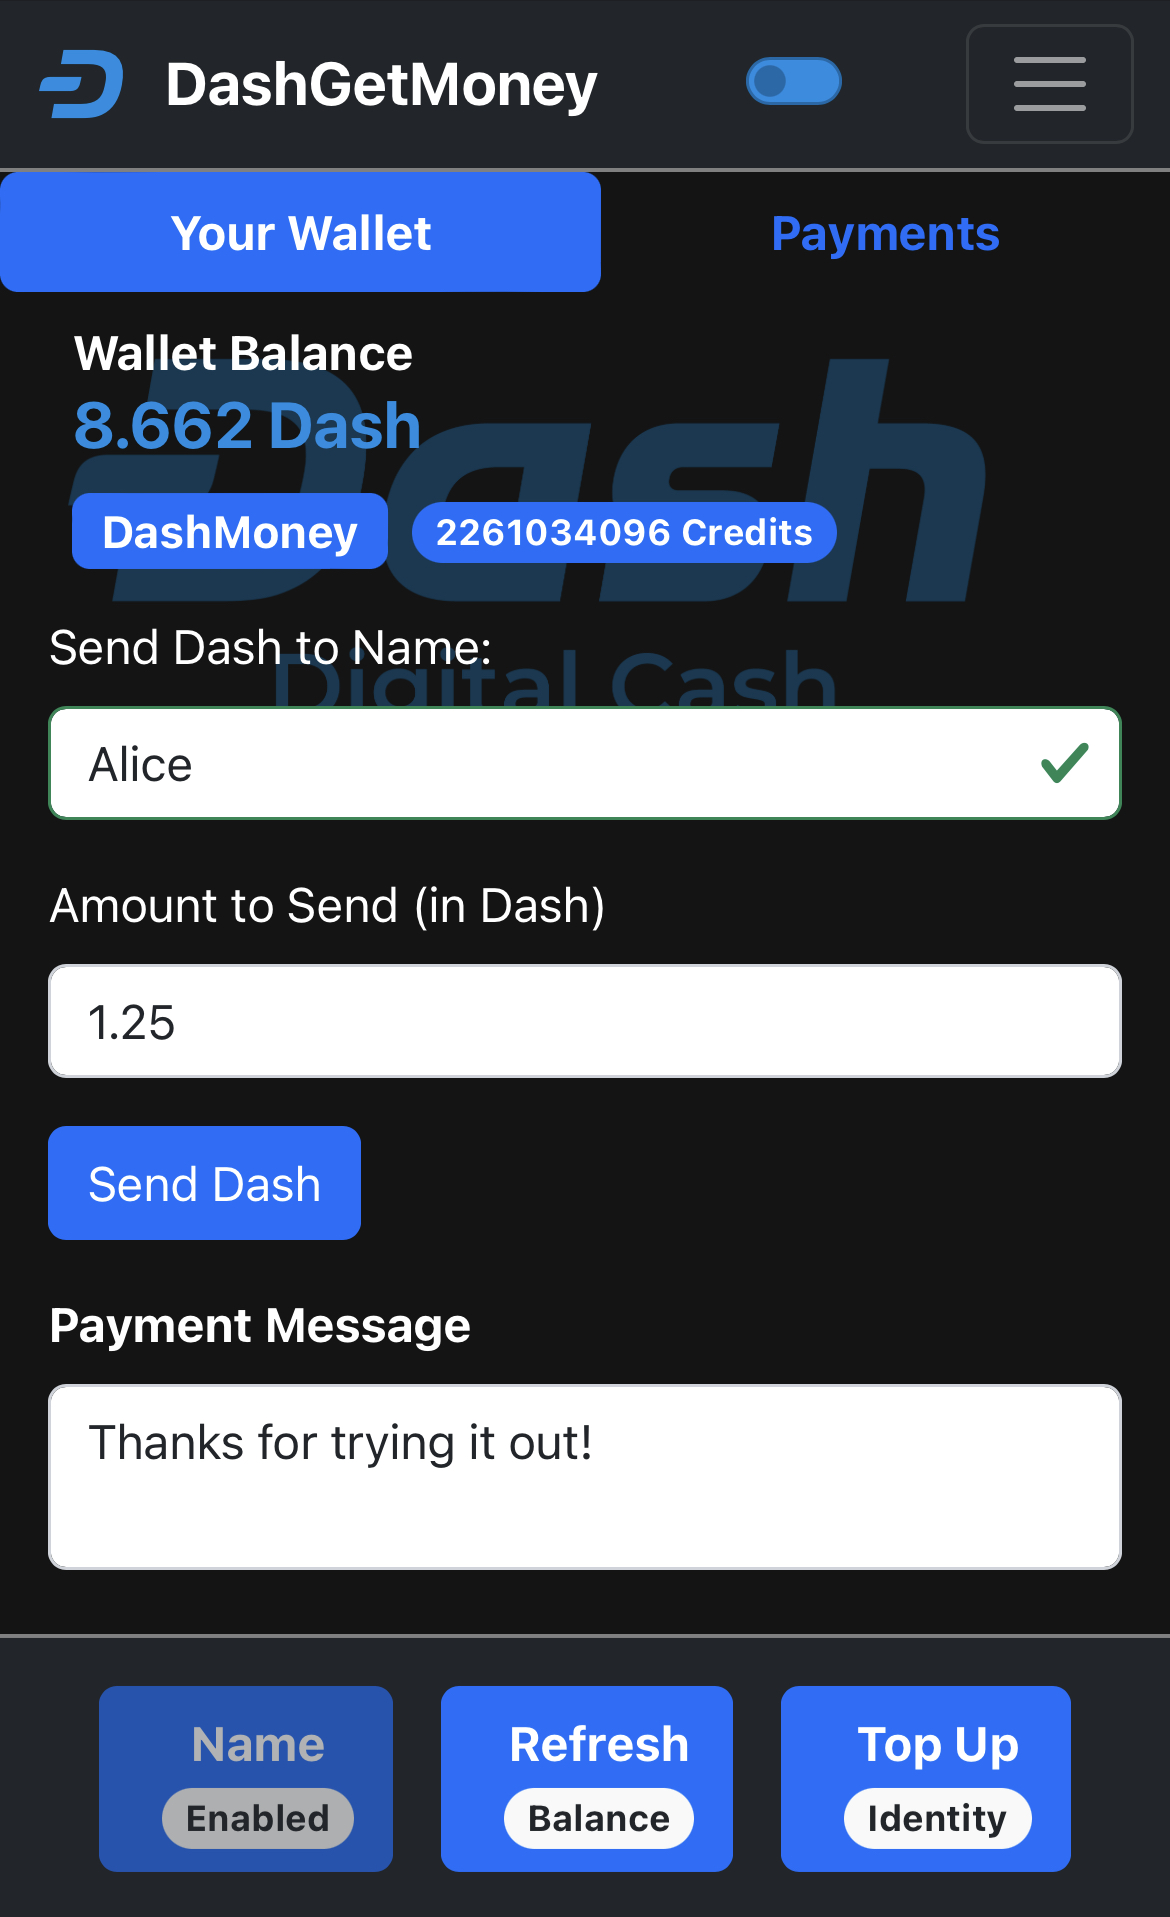 DashGetMoney
Your Wallet
Payments
Wallet Balance
8.662 Dash
DashMoney
2261034096 Credits
Dash
Digital Cash
Send Dash to Name:
Alice
Amount to Send (in Dash)
1.25
Send Dash
Payment Message
Thanks for trying it out!
Name
Enabled
Refresh
Balance
Top Up
Identity